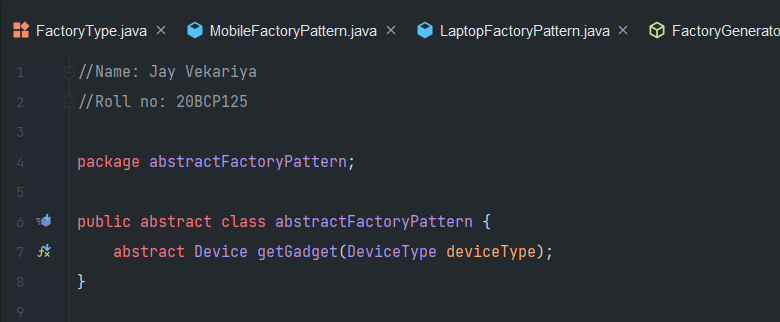 FactoryType.java × MobileFactoryPattern.java × LaptopFactoryPattern.java × FactoryGenerato
1 //Name: Jay Vekariya
2 //Roll no: 20BCP125
3
4 package abstractFactoryPattern;
5
6 public abstract class abstractFactoryPattern {
7 abstract Device getGadget(DeviceType deviceType);
8 }
9